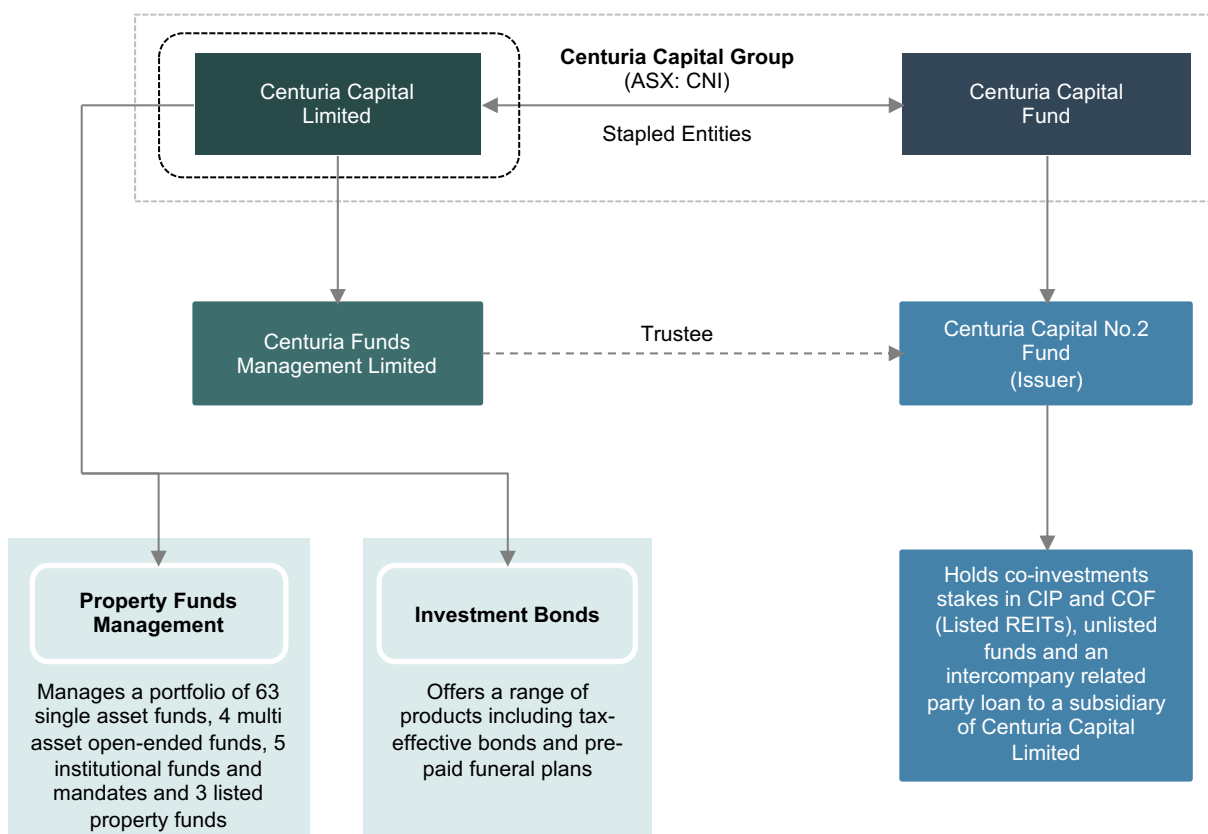 Centuria Capital Group
(ASX: CNI)
Centuria Capital
Limited
Stapled Entities
Centuria Capital
Fund
Centuria Funds
Management Limited
Trustee
Centuria Capital No.2
Fund
(Issuer)
Property Funds
Management
Manages a portfolio of 63
single asset funds, 4 multi
asset open-ended funds, 5
institutional funds and
mandates and 3 listed
property funds
Investment Bonds
Offers a range of
products including tax-
effective bonds and pre-
paid funeral plans
Holds co-investments
stakes in CIP and COF
(Listed REITs), unlisted
funds and an
intercompany related
party loan to a subsidiary
of Centuria Capital
Limited